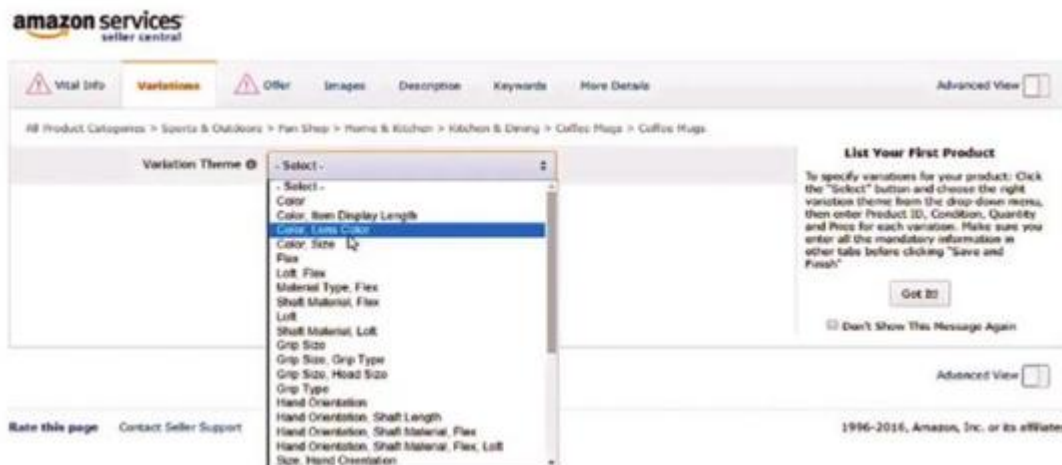 amazon services
seller central
Vital Info Variations Offer Images Description Keywords More Details Advanced View
All Product Categories > Sports & Outdoors > Fan Shop > Home & Kitchen > Kitchen & Dining > Coffee Mugs > Coffee Mugs
Variation Theme - Select -
- Select -
Color
Color, Item Display Length
Color, Lens Color
Color, Size
Flex
Loft, Flex
Material Type, Flex
Shaft Material, Flex
Loft
Shaft Material, Loft
Grip Size
Grip Size, Grip Type
Grip Size, Head Size
Grip Type
Hand Orientation
Hand Orientation, Shaft Length
Hand Orientation, Shaft Material, Flex
Hand Orientation, Shaft Material, Flex, Loft
Size, Hand Orientation
List Your First Product
To specify variations for your product: Click
the "Select" button and choose the right
variation theme from the drop-down menu,
then enter Product ID, Condition, Quantity
and Price for each variation. Make sure you
enter all the mandatory information in
other tabs before clicking "Save and
Finish"
Got It!
Don't Show This Message Again
Advanced View
Rate this page Contact Seller Support 1996-2016, Amazon, Inc. or its affiliate